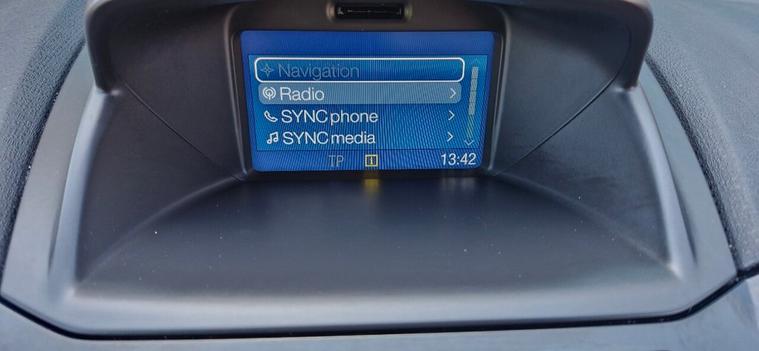 Navigation
Radio
SYNC phone
SYNC media
TP i 13:42